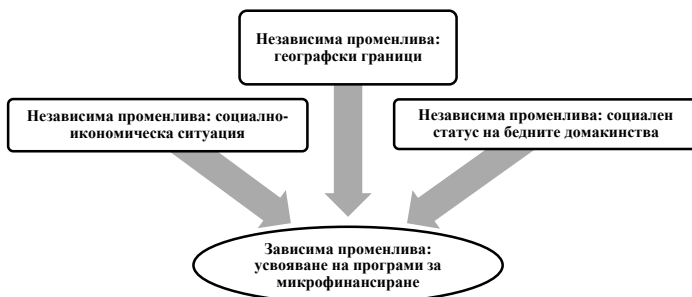 Независима променлива:
географски граници
Независима променлива: социално-
икономическа ситуация
Независима променлива: социален
статус на бедните домакинства
Зависима променлива:
усвояване на програми за
микрофинансиране